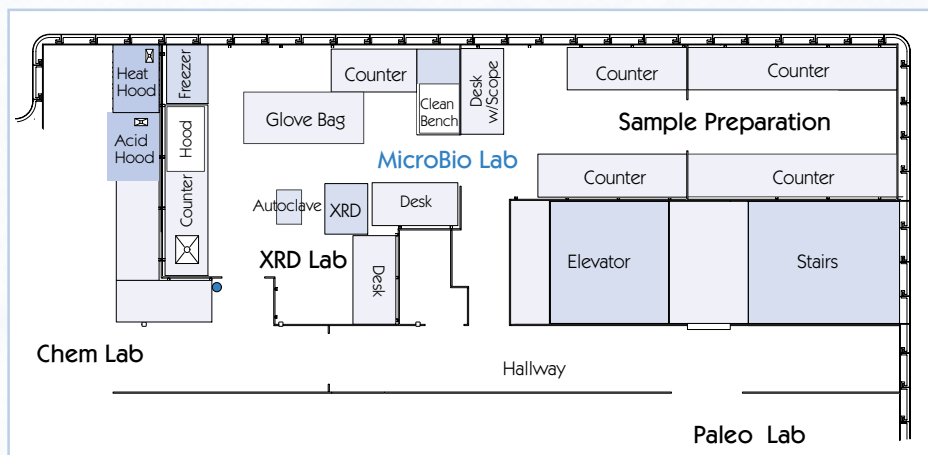 Heat
Hood
Freezer
Counter
Clean
Bench
Desk
w/Scope
Counter
Counter
Acid
Hood
Hood
Glove Bag
Sample Preparation
MicroBio Lab
Counter
Counter
Counter
Autoclave
XRD
Desk
XRD Lab
Desk
Elevator
Stairs
Chem Lab
Hallway
Paleo Lab